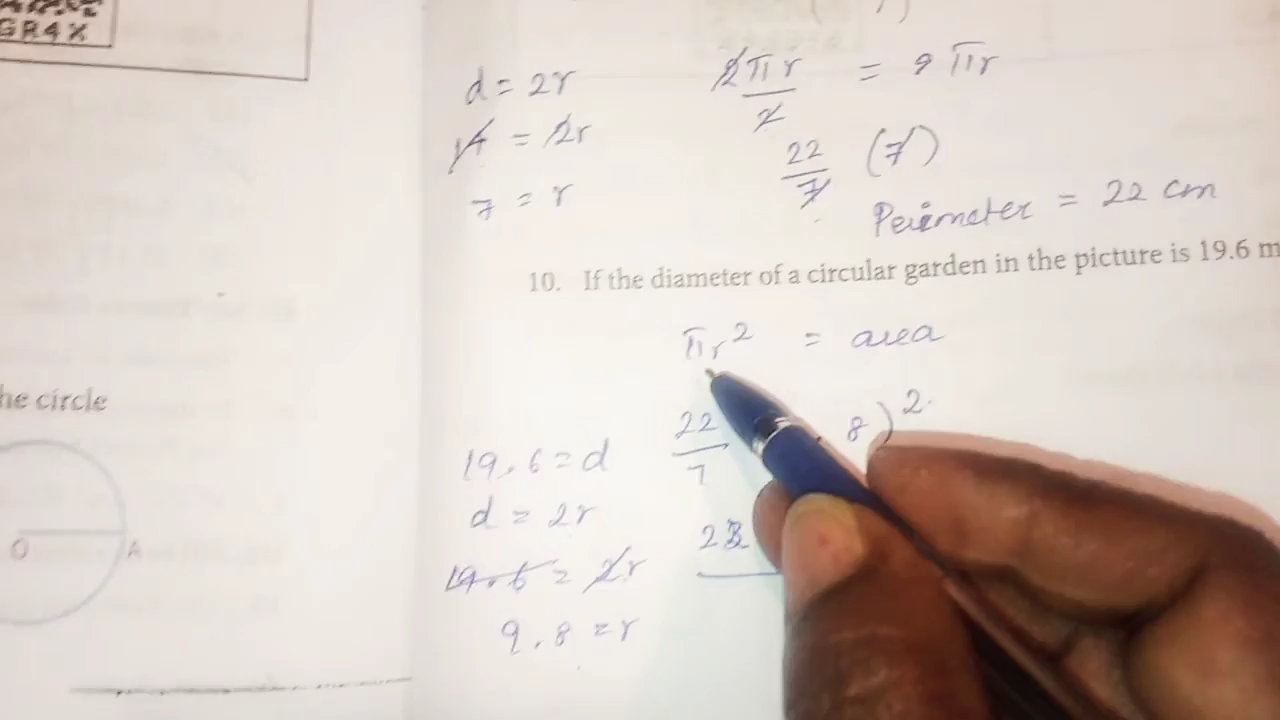 GR4X
d = 2r
14 = 2r
7 = r
2πr/2 = 9 πr
22/7 (7)
Perimeter = 22 cm
10. If the diameter of a circular garden in the picture is 19.6 m
πr² = area
he circle
O A
19.6 = d
d = 2r
19.6 = 2r
9.8 = r
22/7 8)²